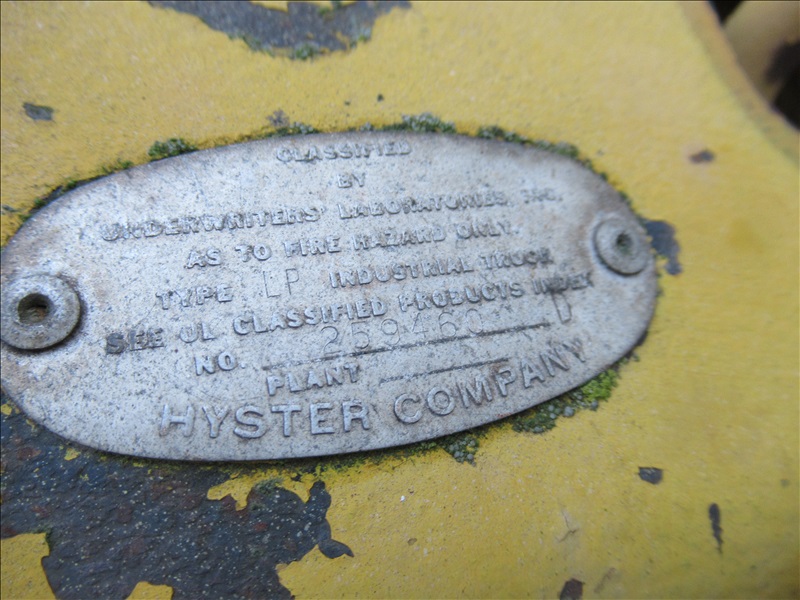 CLASSIFIED
BY
UNDERWRITERS' LABORATORIES, INC.
AS TO FIRE HAZARD ONLY.
TYPE LP INDUSTRIAL TRUCK
SEE UL CLASSIFIED PRODUCTS INDEX
NO. 259460 D
PLANT
HYSTER COMPANY